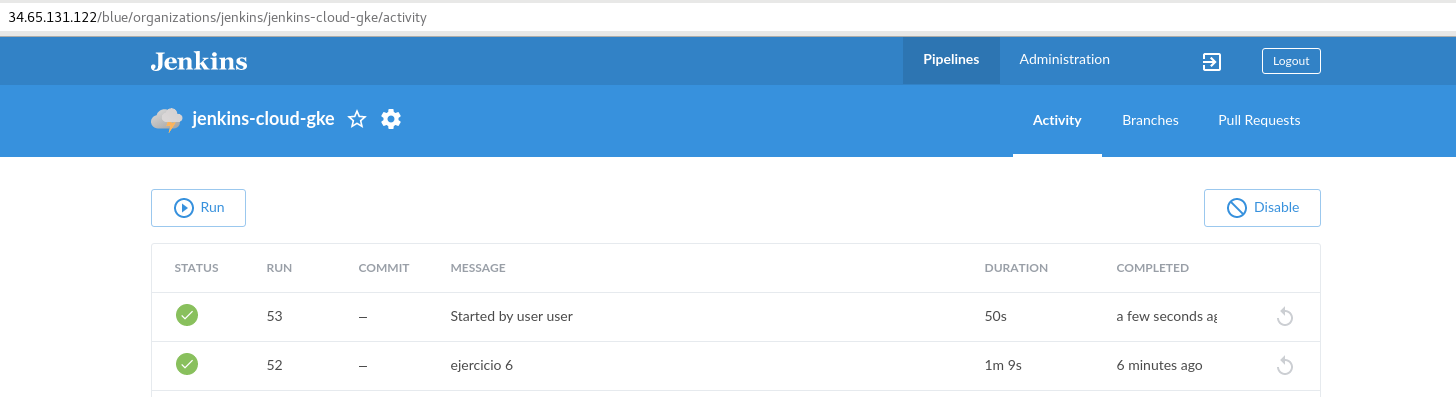 34.65.131.122/blue/organizations/jenkins/jenkins-cloud-gke/activity
Jenkins Pipelines Administration Logout
jenkins-cloud-gke Activity Branches Pull Requests
Run Disable
STATUS RUN COMMIT MESSAGE DURATION COMPLETED
53 — Started by user user 50s a few seconds
52 — ejercicio 6 1m 9s 6 minutes ago